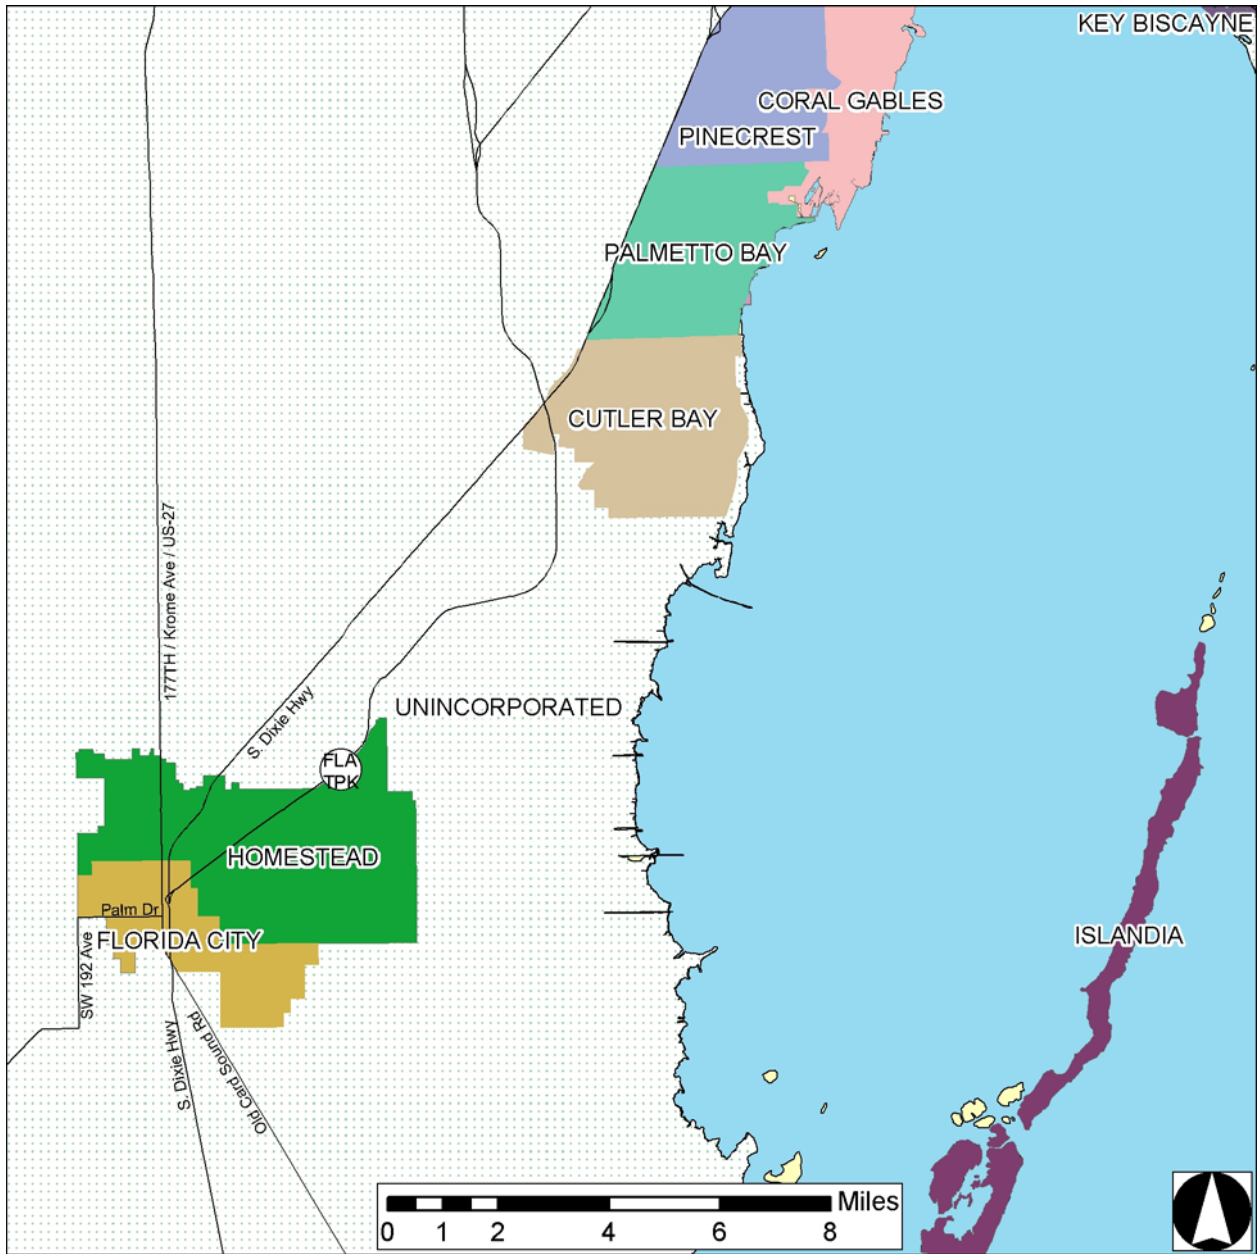 KEY BISCAYNE
CORAL GABLES
PINECREST
PALMETTO BAY
CUTLER BAY
177TH / Krome Ave / US-27
S. Dixie Hwy
UNINCORPORATED
FLA
TPK
HOMESTEAD
Palm Dr
FLORIDA CITY
ISLANDIA
SW 192 Ave
S. Dixie Hwy
Old Card Sound Rd
Miles
0 1 2 4 6 8